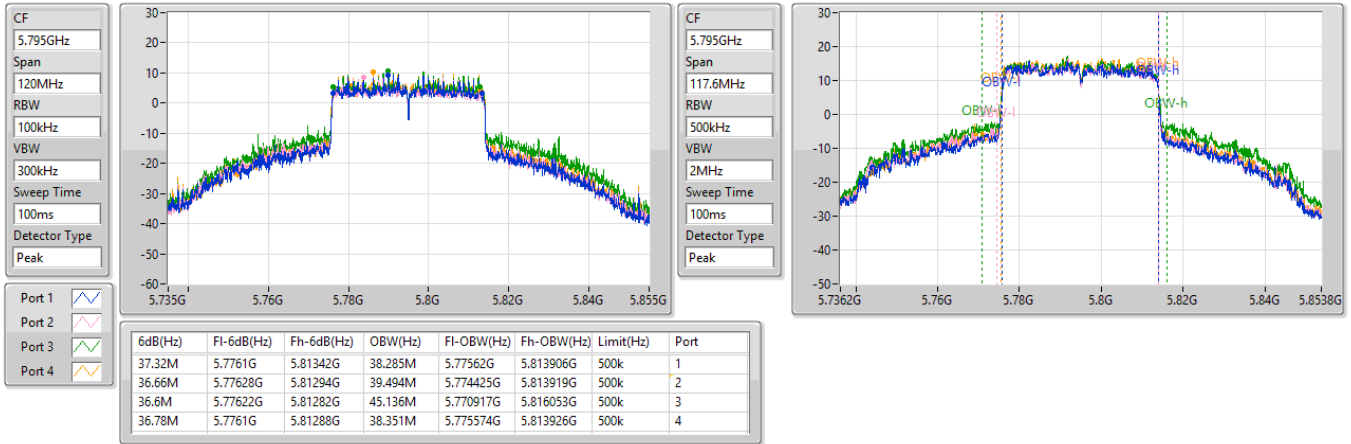 CF
5.795GHz
Span
120MHz
RBW
100kHz
VBW
300kHz
Sweep Time
100ms
Detector Type
Peak
Port 1
Port 2
Port 3
Port 4
30
20
10
0
-10
-20
-30
-40
-50
-60
5.735G 5.76G 5.78G 5.8G 5.82G 5.84G 5.855G
CF
5.795GHz
Span
117.6MHz
RBW
500kHz
VBW
2MHz
Sweep Time
100ms
Detector Type
Peak
30
20
10
0
-10
-20
-30
-40
-50
OBW-h
5.7362G 5.76G 5.78G 5.8G 5.82G 5.84G 5.8538G
6dB(Hz) Fl-6dB(Hz) Fh-6dB(Hz) OBW(Hz) Fl-OBW(Hz) Fh-OBW(Hz) Limit(Hz) Port
37.32M 5.7761G 5.81342G 38.285M 5.77562G 5.813906G 500k 1
36.66M 5.77628G 5.81294G 39.494M 5.774425G 5.813919G 500k 2
36.6M 5.77622G 5.81282G 45.136M 5.770917G 5.816053G 500k 3
36.78M 5.7761G 5.81288G 38.351M 5.775574G 5.813926G 500k 4